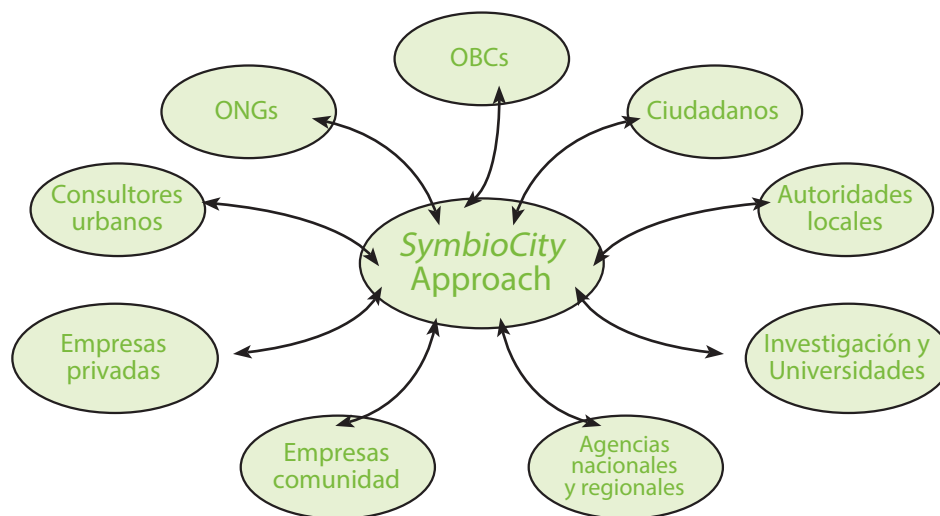 OBCs
ONGs
Ciudadanos
Consultores
urbanos
Autoridades
locales
SymbioCity
Approach
Empresas
privadas
Investigación y
Universidades
Empresas
comunidad
Agencias
nacionales
y regionales